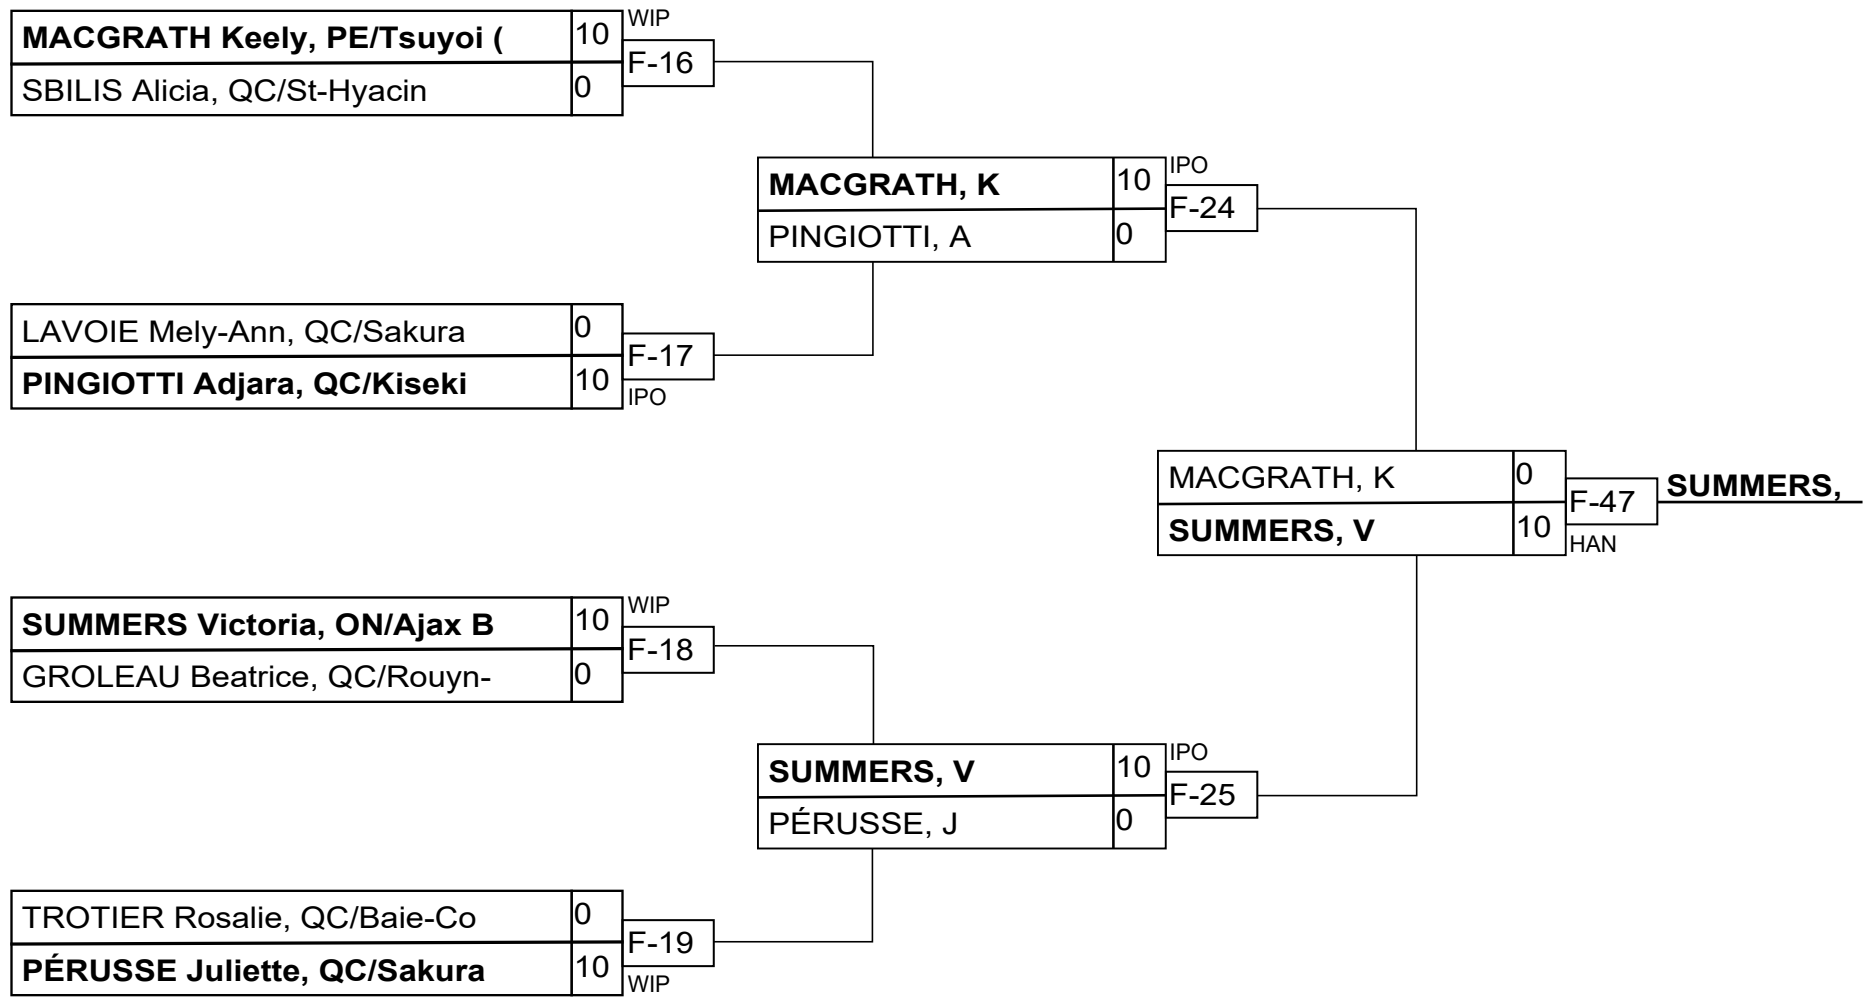 MACGRATH Keely, PE/Tsuyoi ( 10 WIP
F-16
SBILIS Alicia, QC/St-Hyacin 0
MACGRATH, K 10 IPO
F-24
PINGIOTTI, A 0
LAVOIE Mely-Ann, QC/Sakura 0
F-17
PINGIOTTI Adjara, QC/Kiseki 10 IPO
MACGRATH, K 0
F-47 SUMMERS,
SUMMERS, V 10 HAN
SUMMERS Victoria, ON/Ajax B 10 WIP
F-18
GROLEAU Beatrice, QC/Rouyn- 0
SUMMERS, V 10 IPO
F-25
PÉRUSSE, J 0
TROTIER Rosalie, QC/Baie-Co 0
F-19
PÉRUSSE Juliette, QC/Sakura 10 WIP